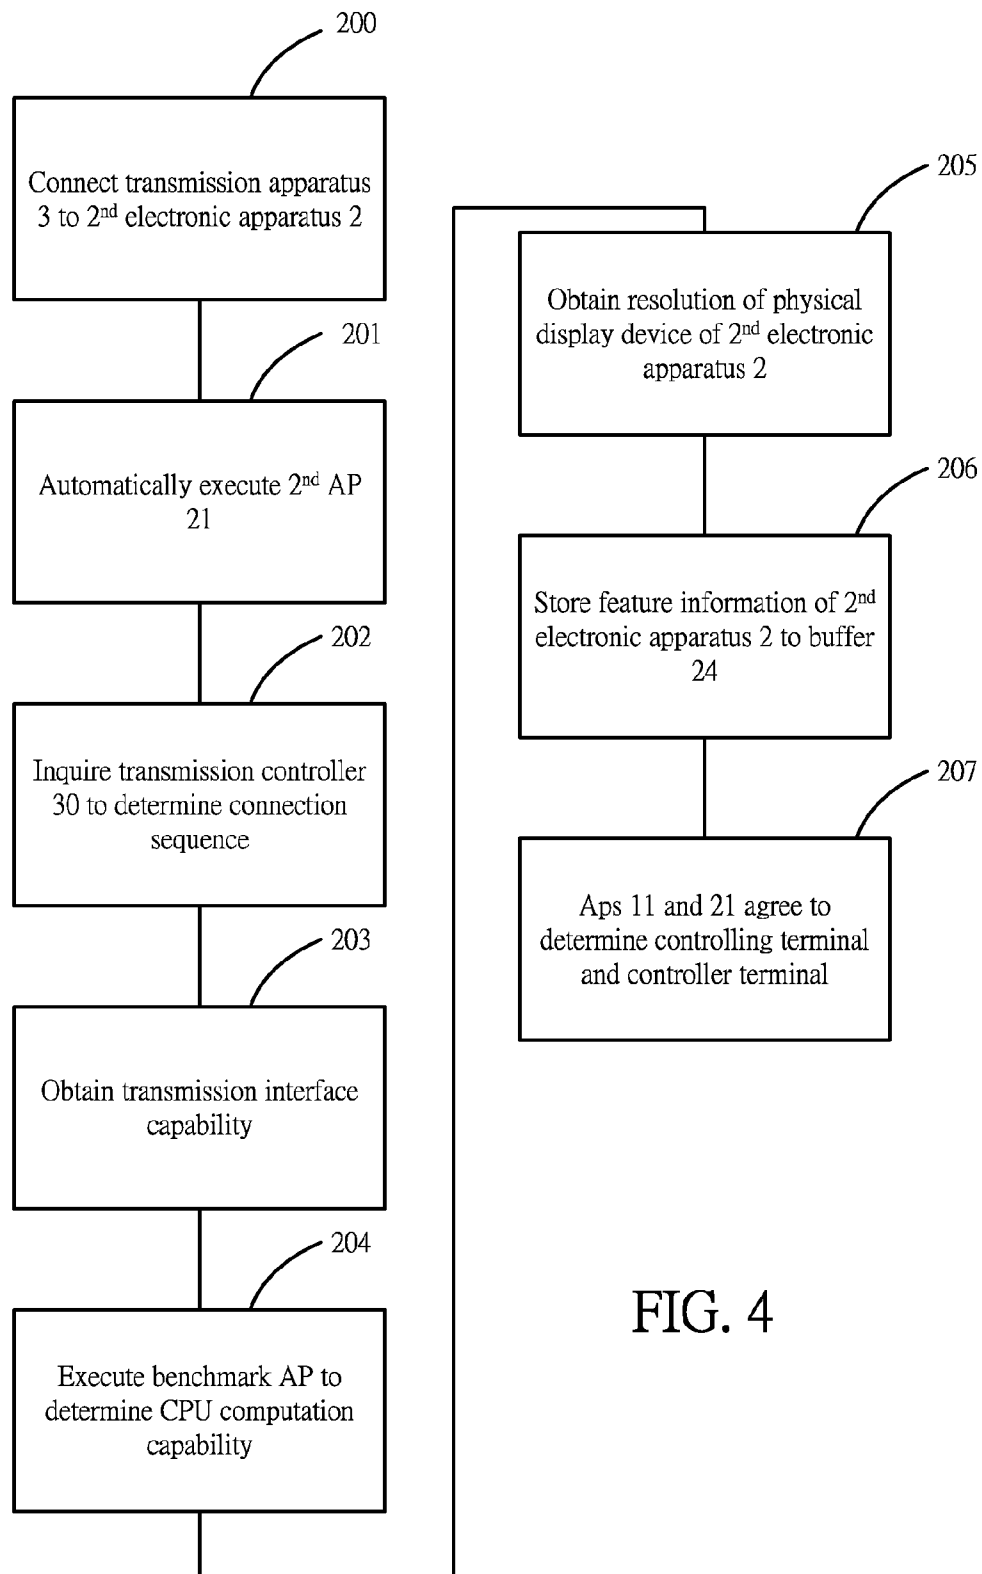 200
Connect transmission apparatus
3 to 2nd electronic apparatus 2
201
Automatically execute 2nd AP
21
202
Inquire transmission controller
30 to determine connection
sequence
203
Obtain transmission interface
capability
204
Execute benchmark AP to
determine CPU computation
capability
205
Obtain resolution of physical
display device of 2nd electronic
apparatus 2
206
Store feature information of 2nd
electronic apparatus 2 to buffer
24
207
Aps 11 and 21 agree to
determine controlling terminal
and controller terminal
FIG. 4